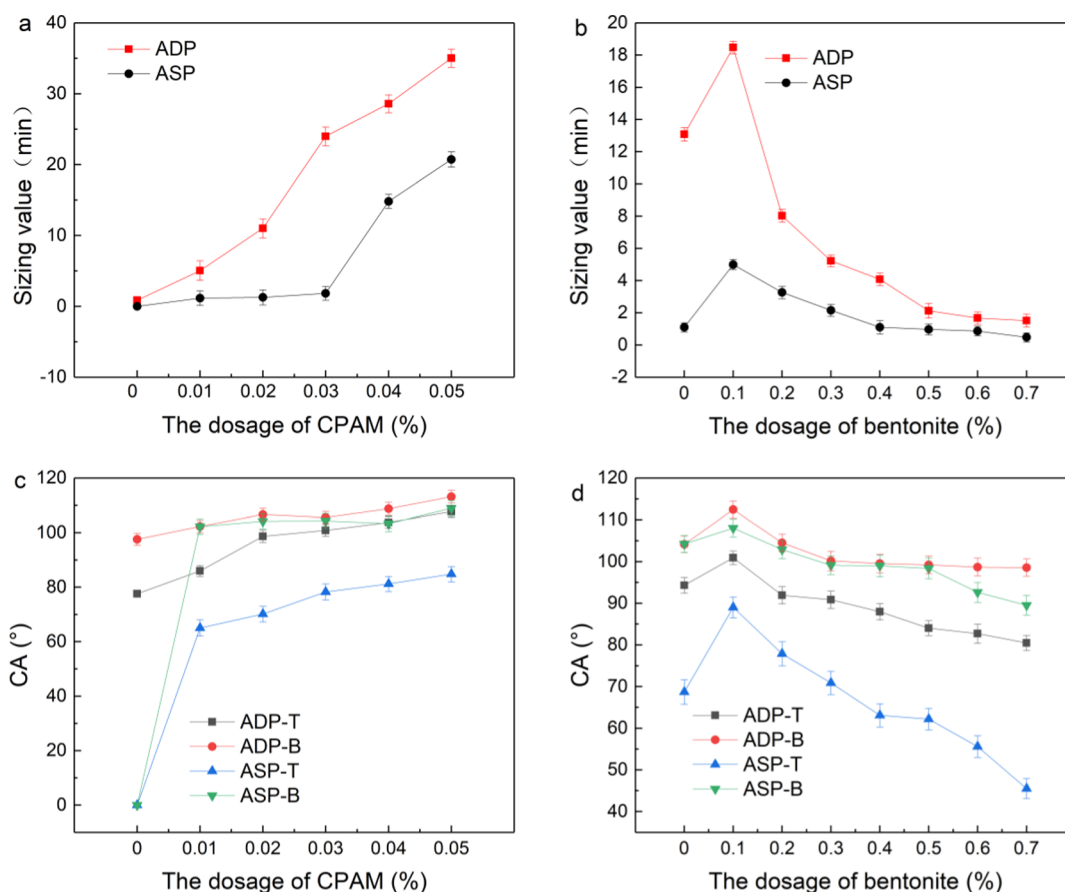 a
40
30
20
10
0
-10
Sizing value（min）
ADP
ASP
0 0.01 0.02 0.03 0.04 0.05
The dosage of CPAM (%)
b
20
18
16
14
12
10
8
6
4
2
0
-2
Sizing value（min）
ADP
ASP
0 0.1 0.2 0.3 0.4 0.5 0.6 0.7
The dosage of bentonite (%)
c
120
100
80
60
40
20
0
CA (°)
ADP-T
ADP-B
ASP-T
ASP-B
0 0.01 0.02 0.03 0.04 0.05
The dosage of CPAM (%)
d
120
110
100
90
80
70
60
50
40
CA (°)
ADP-T
ADP-B
ASP-T
ASP-B
0 0.1 0.2 0.3 0.4 0.5 0.6 0.7
The dosage of bentonite (%)